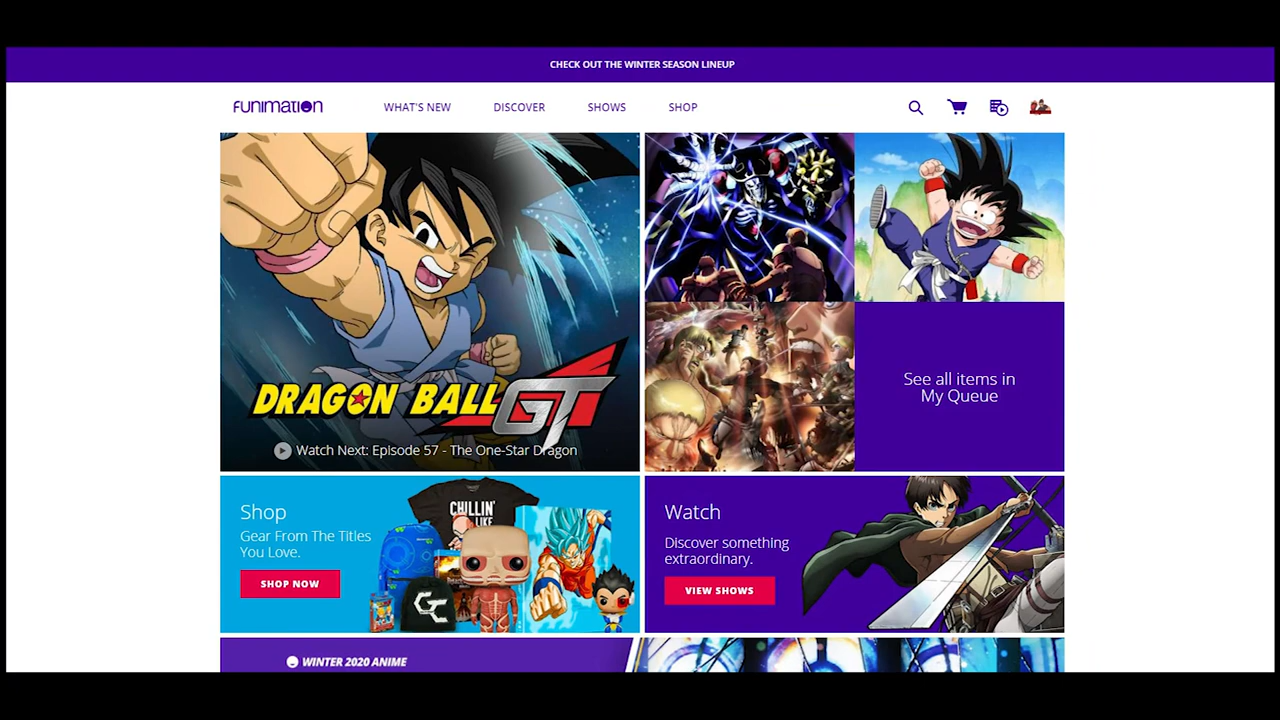 CHECK OUT THE WINTER SEASON LINEUP
FUNIMATION
WHAT'S NEW
DISCOVER
SHOWS
SHOP
DRAGON BALL GT
Watch Next: Episode 57 - The One-Star Dragon
See all items in
My Queue
Shop
Gear From The Titles
You Love.
SHOP NOW
CHILLIN'
LIKE
GC
Watch
Discover something
extraordinary.
VIEW SHOWS
WINTER 2020 ANIME